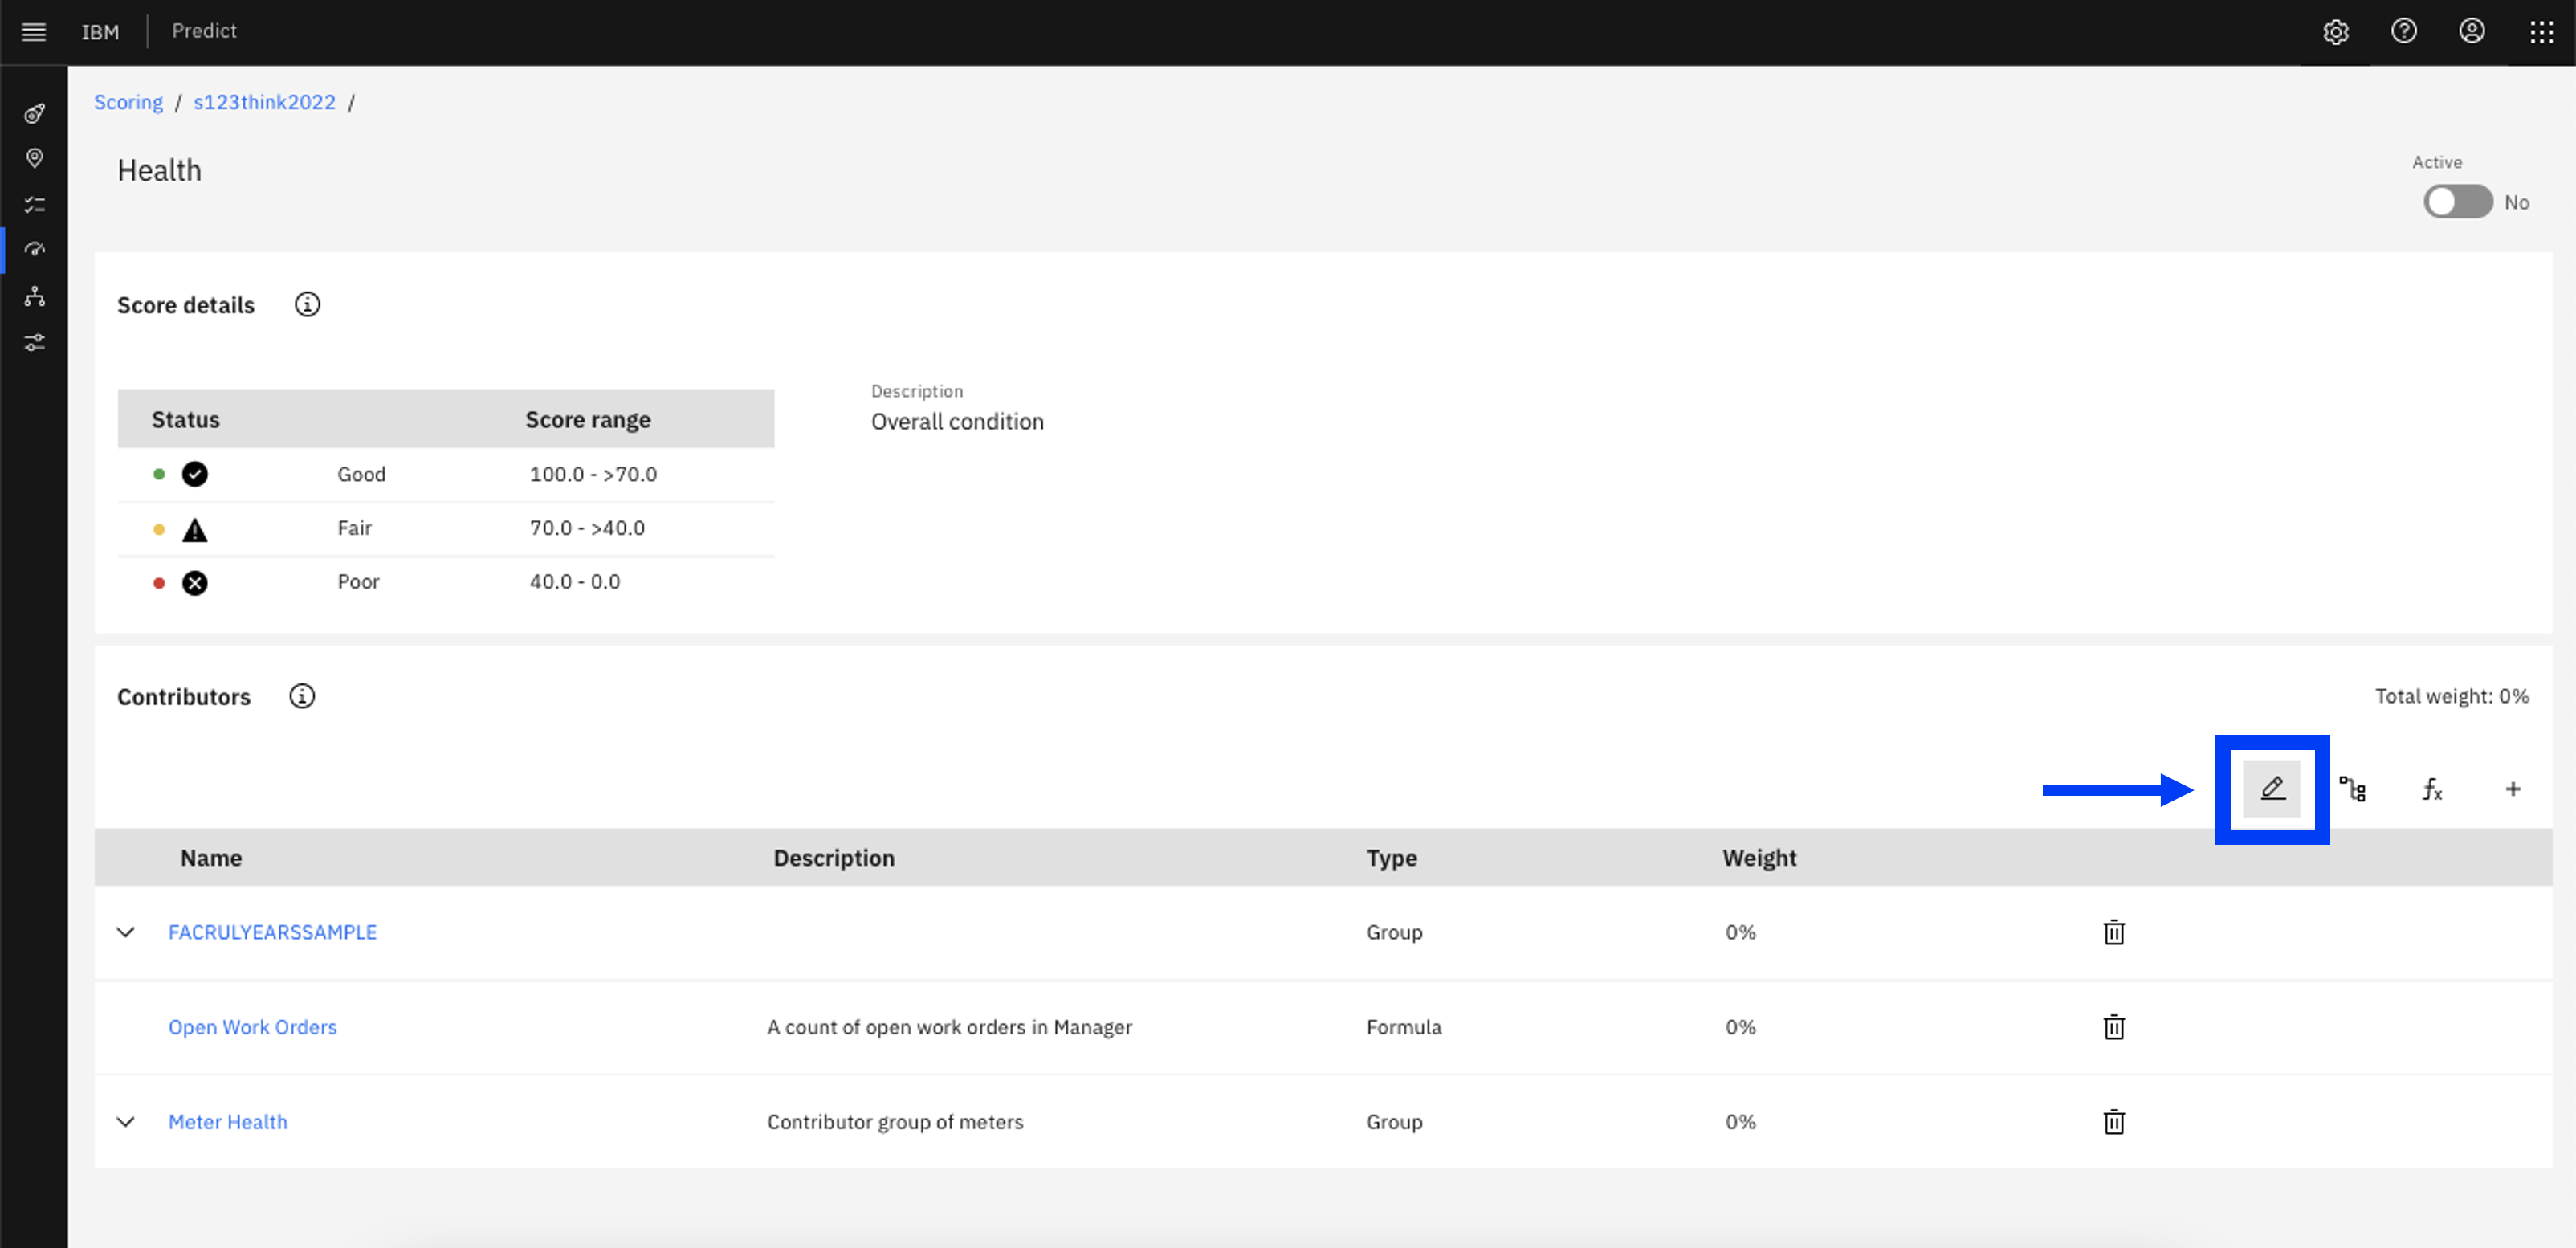 IBM Predict
Scoring / s123think2022 /
Health
Active
No
Score details
Status Score range
Good 100.0 - >70.0
Fair 70.0 - >40.0
Poor 40.0 - 0.0
Description
Overall condition
Contributors
Total weight: 0%
fx
Name Description Type Weight
FACRULYEARSSAMPLE Group 0%
Open Work Orders A count of open work orders in Manager Formula 0%
Meter Health Contributor group of meters Group 0%